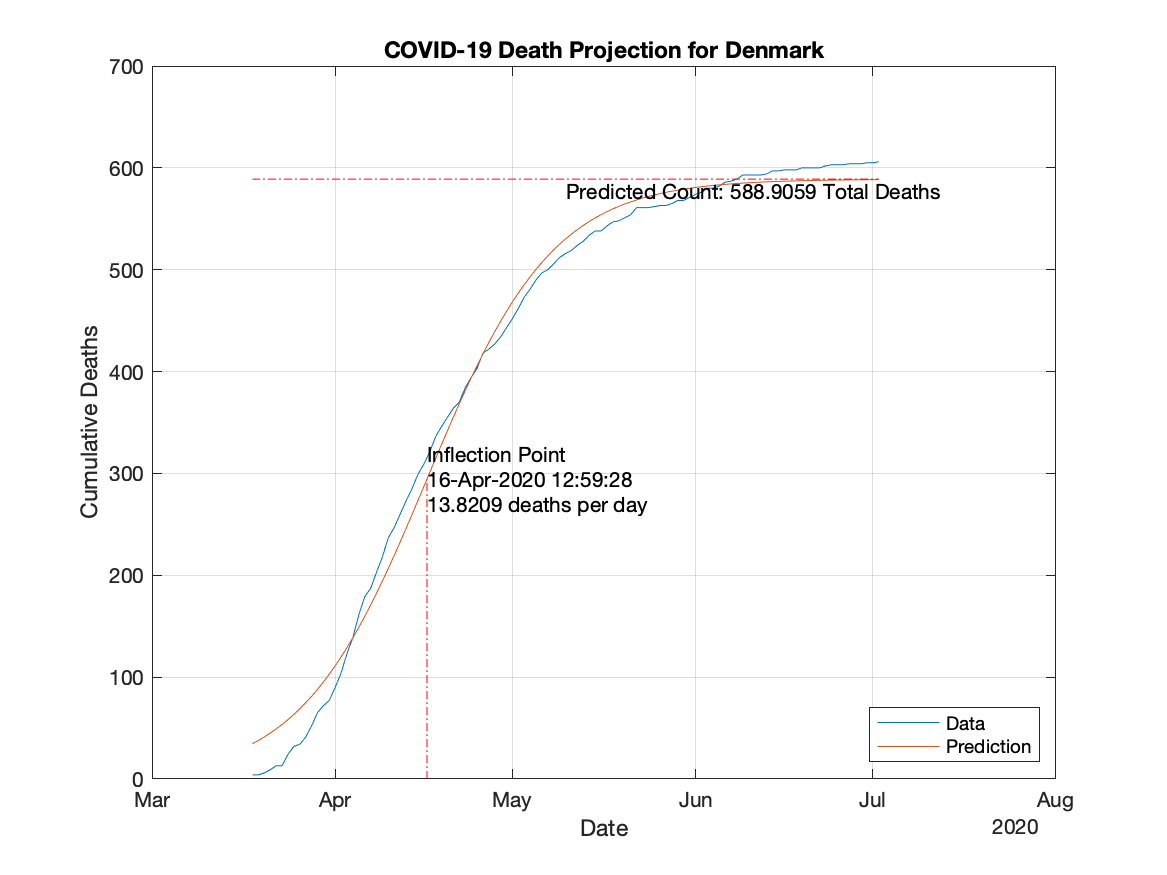 COVID-19 Death Projection for Denmark
700
600
500
400
300
200
100
0
Cumulative Deaths
Predicted Count: 588.9059 Total Deaths
Inflection Point
16-Apr-2020 12:59:28
13.8209 deaths per day
Data
Prediction
Mar Apr May Jun Jul Aug
Date
2020